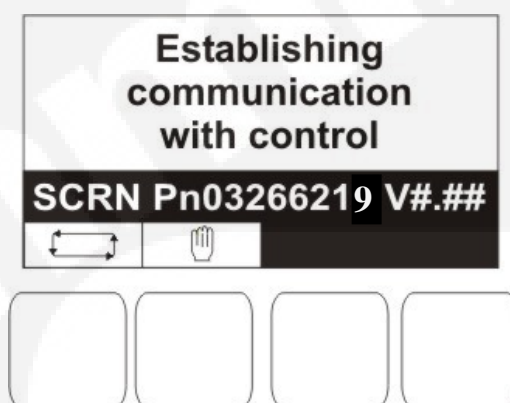 Establishing
communication
with control
SCRN Pn03266219 V#.##